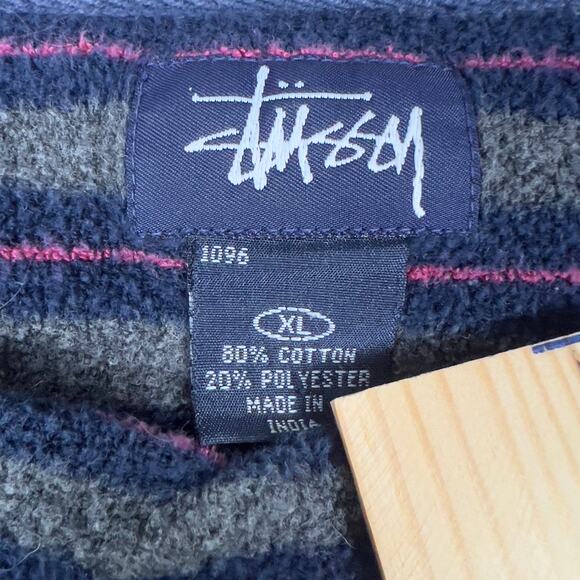 Stüssy
1096
XL
80% COTTON
20% POLYESTER
MADE IN
INDIA